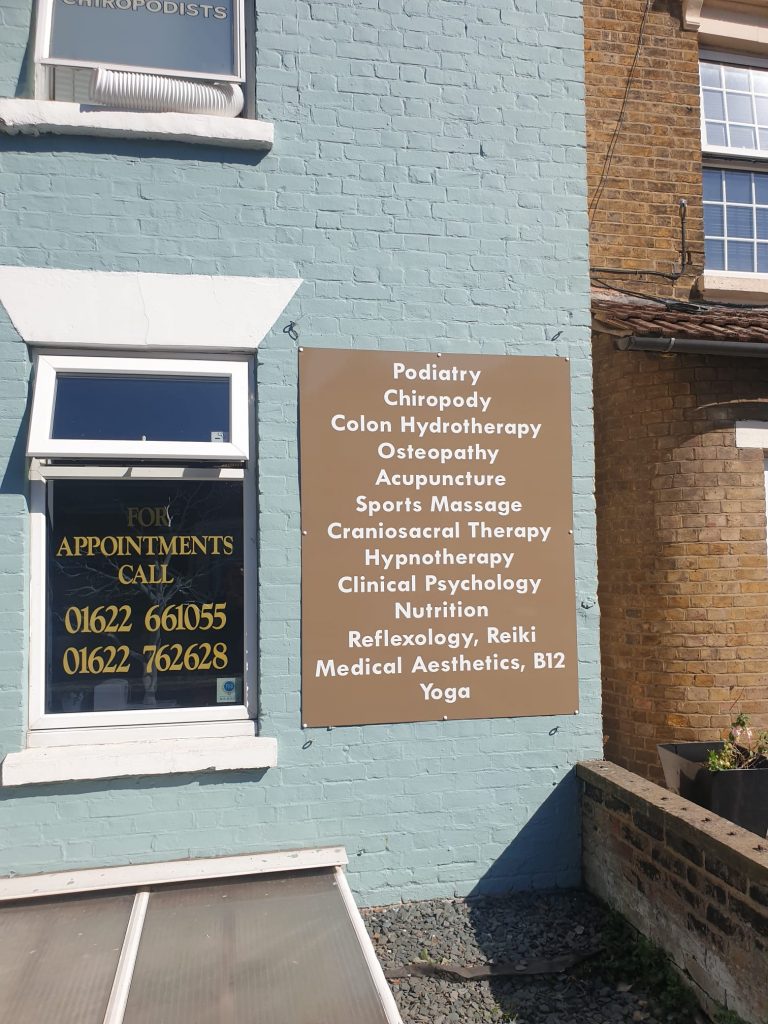 CHIROPODISTS
FOR
APPOINTMENTS
CALL
01622 661055
01622 762628
Podiatry
Chiropody
Colon Hydrotherapy
Osteopathy
Acupuncture
Sports Massage
Craniosacral Therapy
Hypnotherapy
Clinical Psychology
Nutrition
Reflexology, Reiki
Medical Aesthetics, B12
Yoga